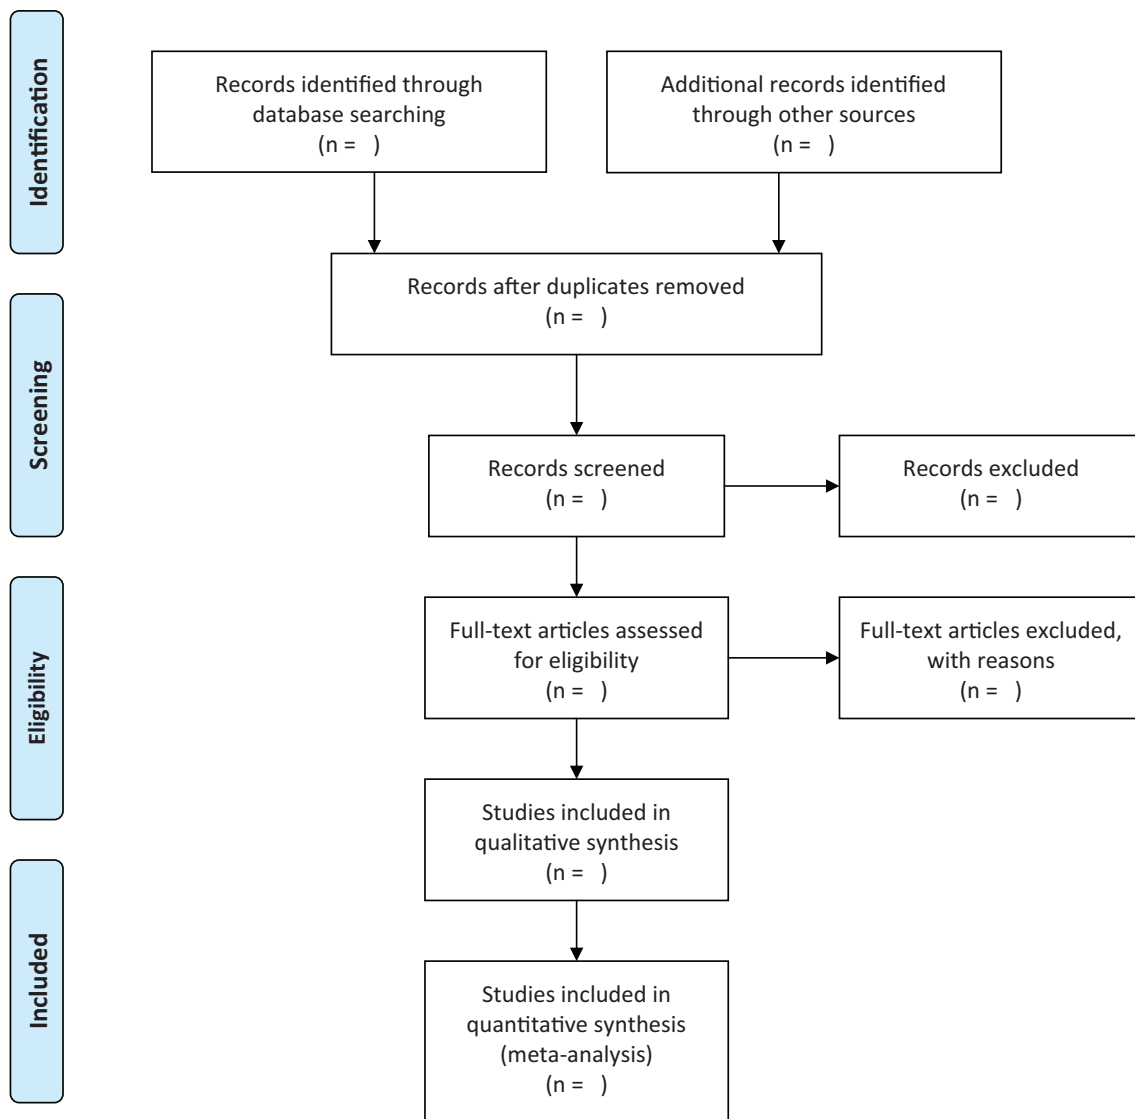 Identification
Records identified through
database searching
(n =   )
Additional records identified
through other sources
(n =   )
Records after duplicates removed
(n =   )
Screening
Records screened
(n =   )
Records excluded
(n =   )
Eligibility
Full-text articles assessed
for eligibility
(n =   )
Full-text articles excluded,
with reasons
(n =   )
Studies included in
qualitative synthesis
(n =   )
Included
Studies included in
quantitative synthesis
(meta-analysis)
(n =   )